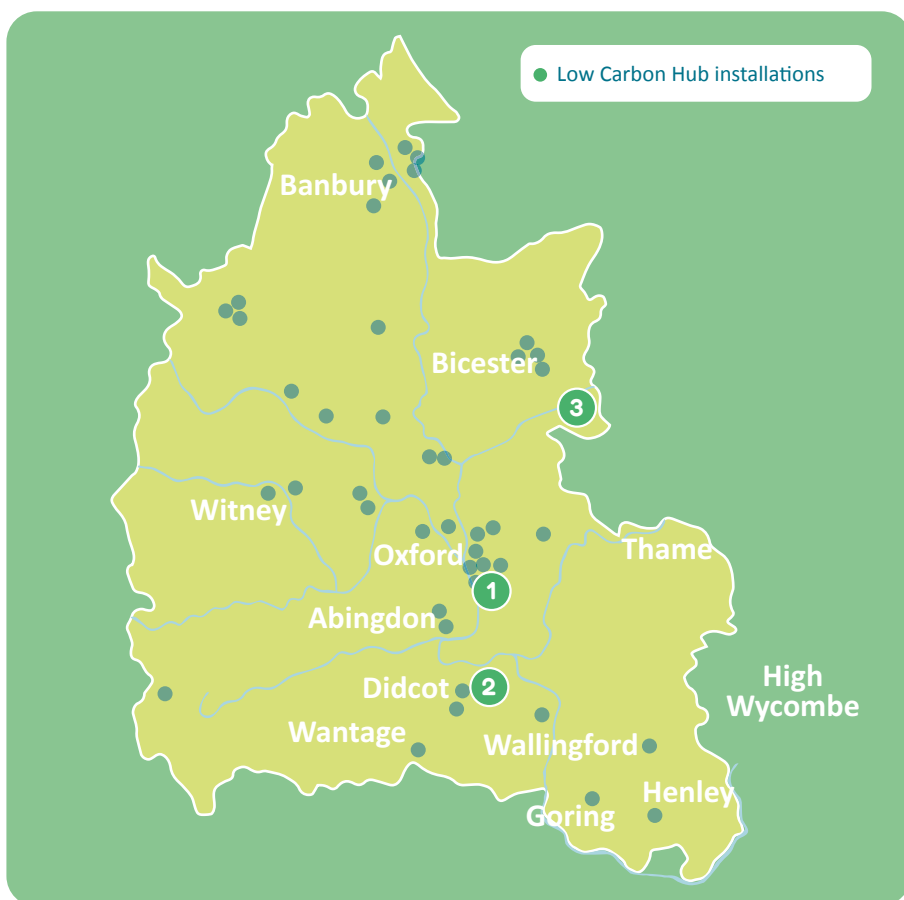 Low Carbon Hub installations
Banbury
Bicester
3
Witney
Oxford
Thame
1
Abingdon
Didcot
2
High
Wycombe
Wantage
Wallingford
Henley
Goring